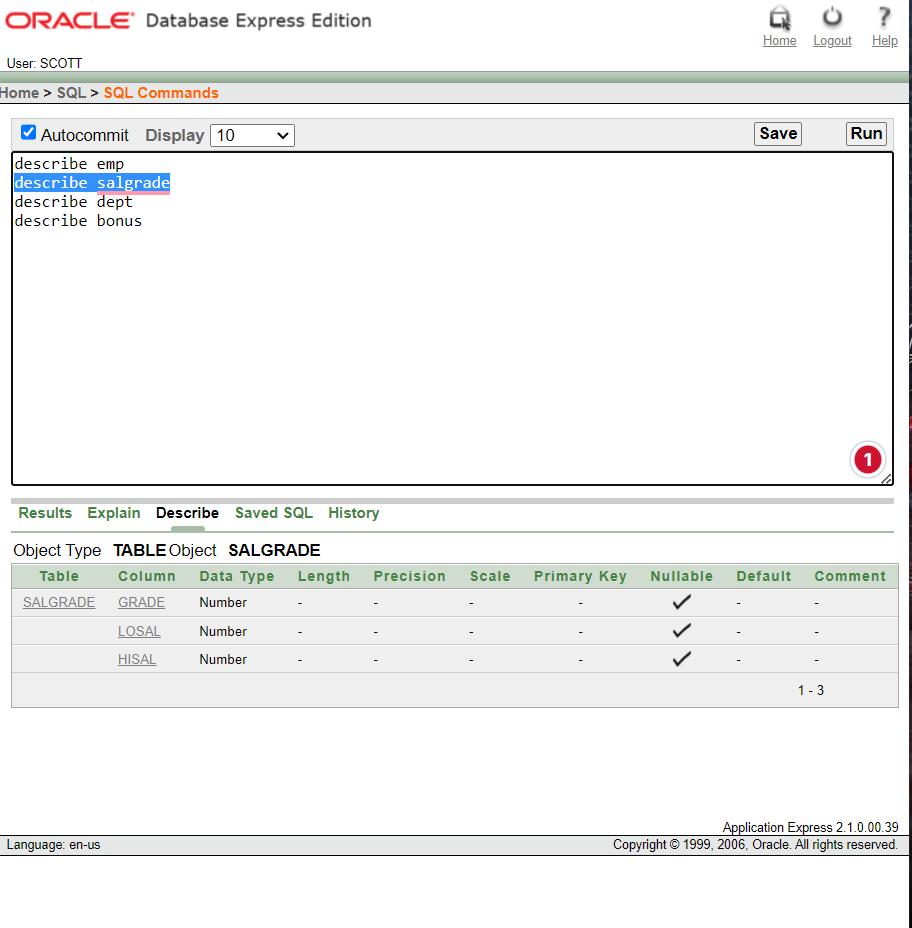 ORACLE Database Express Edition
Home Logout Help
User: SCOTT
Home > SQL > SQL Commands
Autocommit Display 10 Save Run
describe emp
describe salgrade
describe dept
describe bonus
1
Results Explain Describe Saved SQL History
Object Type TABLE Object SALGRADE
Table Column Data Type Length Precision Scale Primary Key Nullable Default Comment
SALGRADE GRADE Number - - - - - -
LOSAL Number - - - - - -
HISAL Number - - - - - -
1 - 3
Application Express 2.1.0.00.39
Language: en-us Copyright © 1999, 2006, Oracle. All rights reserved.